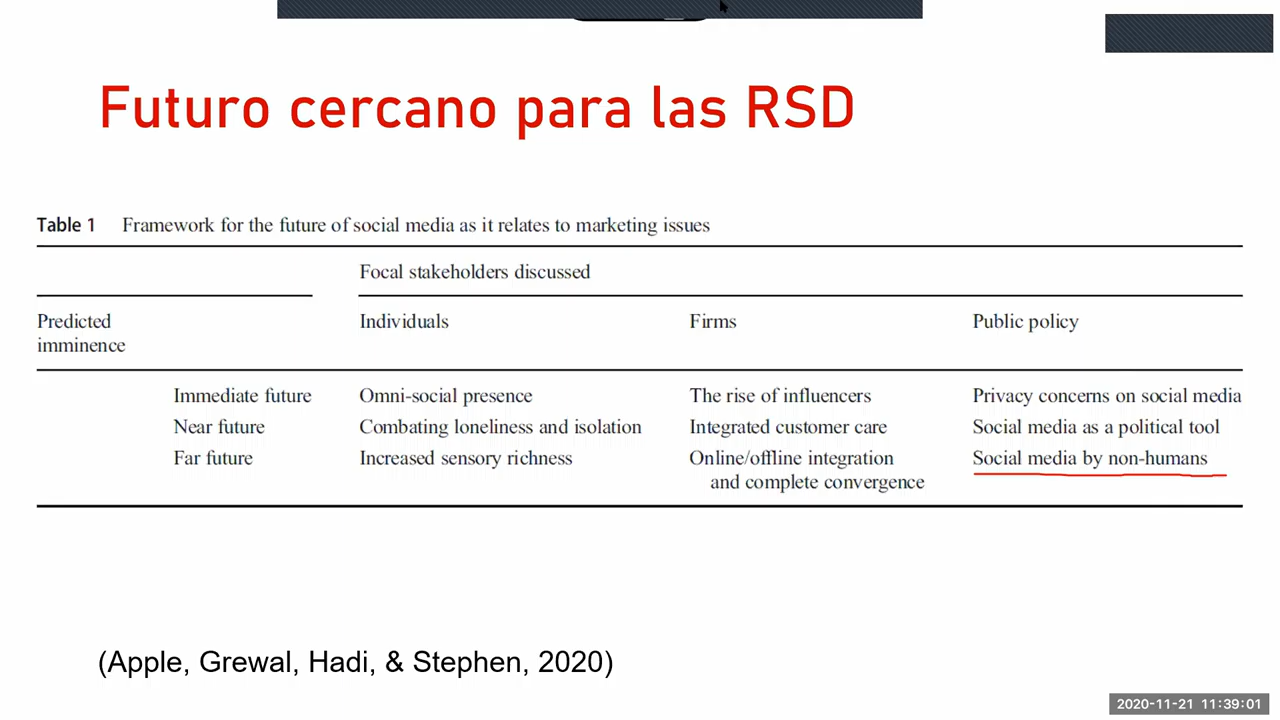 Futuro cercano para las RSD
Table 1 Framework for the future of social media as it relates to marketing issues
Focal stakeholders discussed
Predicted imminence Individuals Firms Public policy
Immediate future Omni-social presence The rise of influencers Privacy concerns on social media
Near future Combating loneliness and isolation Integrated customer care Social media as a political tool
Far future Increased sensory richness Online/offline integration Social media by non-humans
and complete convergence
(Apple, Grewal, Hadi, & Stephen, 2020)
2020-11-21 11:39:01